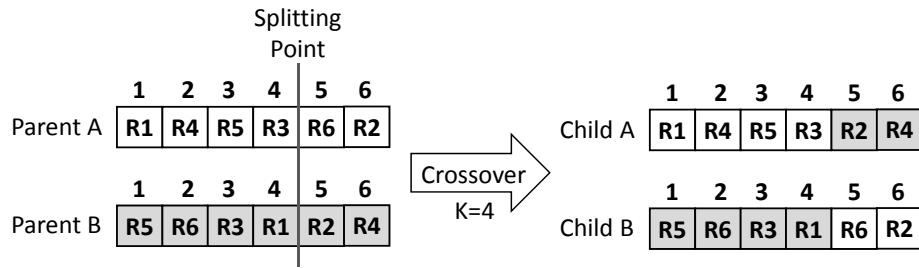 Splitting
Point
1 2 3 4 5 6
Parent A R1 R4 R5 R3 R6 R2
1 2 3 4 5 6
Parent B R5 R6 R3 R1 R2 R4
Crossover
K=4
1 2 3 4 5 6
Child A R1 R4 R5 R3 R2 R4
1 2 3 4 5 6
Child B R5 R6 R3 R1 R6 R2